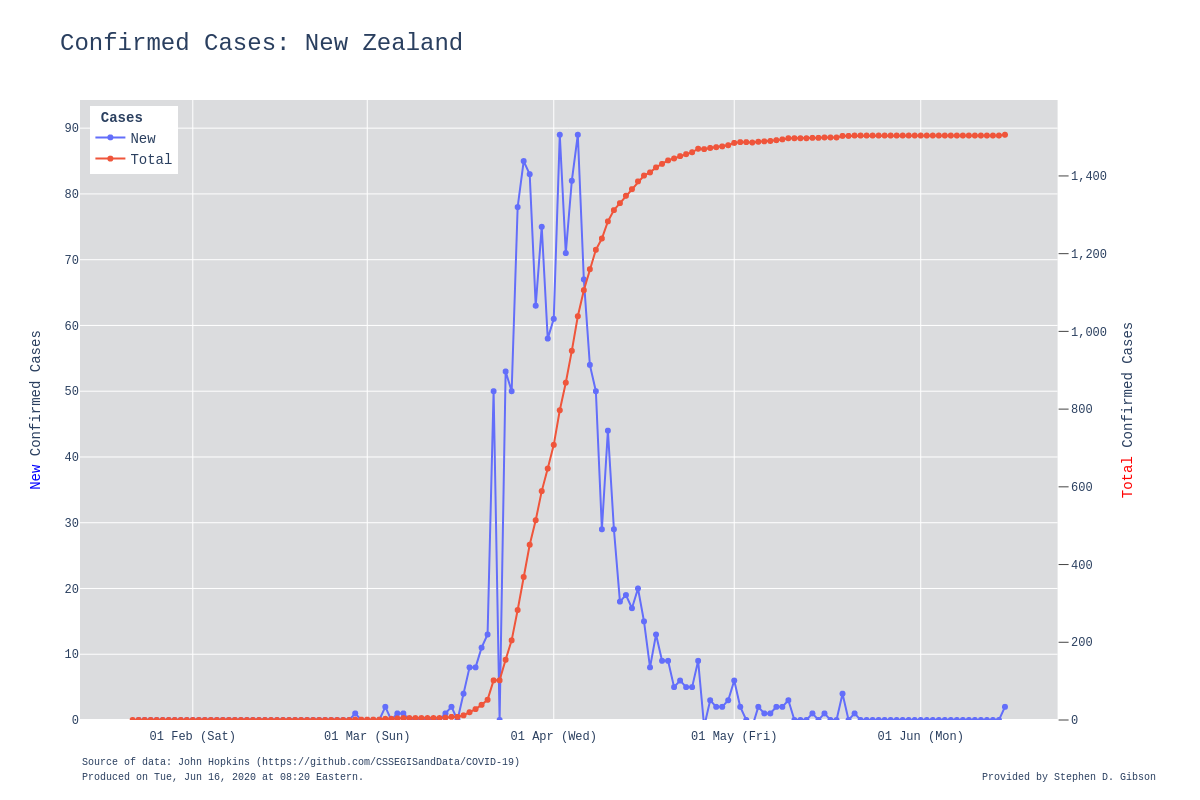 Confirmed Cases: New Zealand
Cases
New
Total
90
80
70
60
50
40
30
20
10
0
New Confirmed Cases
1,400
1,200
1,000
800
600
400
200
0
Total Confirmed Cases
01 Feb (Sat)
01 Mar (Sun)
01 Apr (Wed)
01 May (Fri)
01 Jun (Mon)
Source of data: John Hopkins (https://github.com/CSSEGISandData/COVID-19)
Produced on Tue, Jun 16, 2020 at 08:20 Eastern.
Provided by Stephen D. Gibson